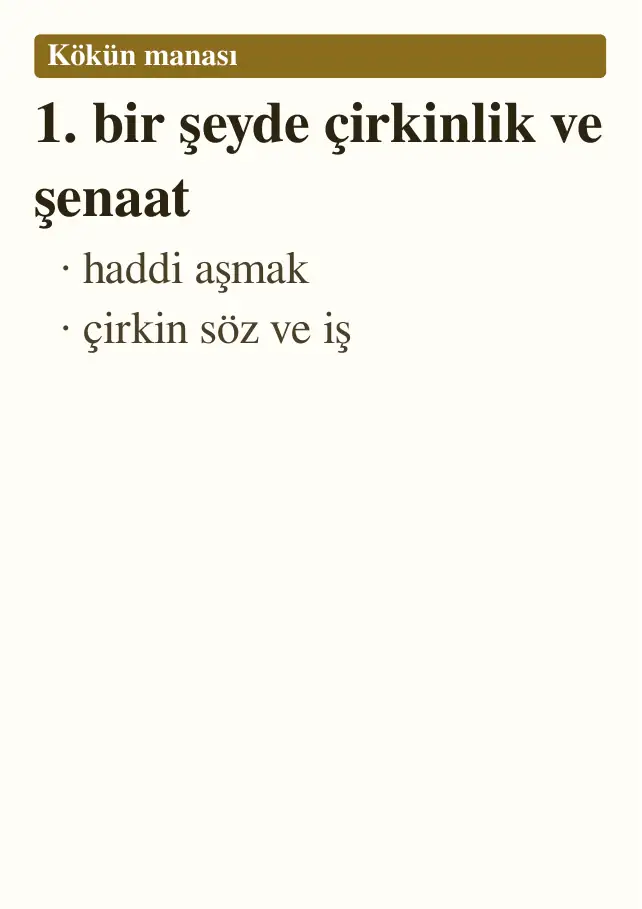 Kökün manası
1. bir şeyde çirkinlik ve
şenaat
· haddi aşmak
· çirkin söz ve iş